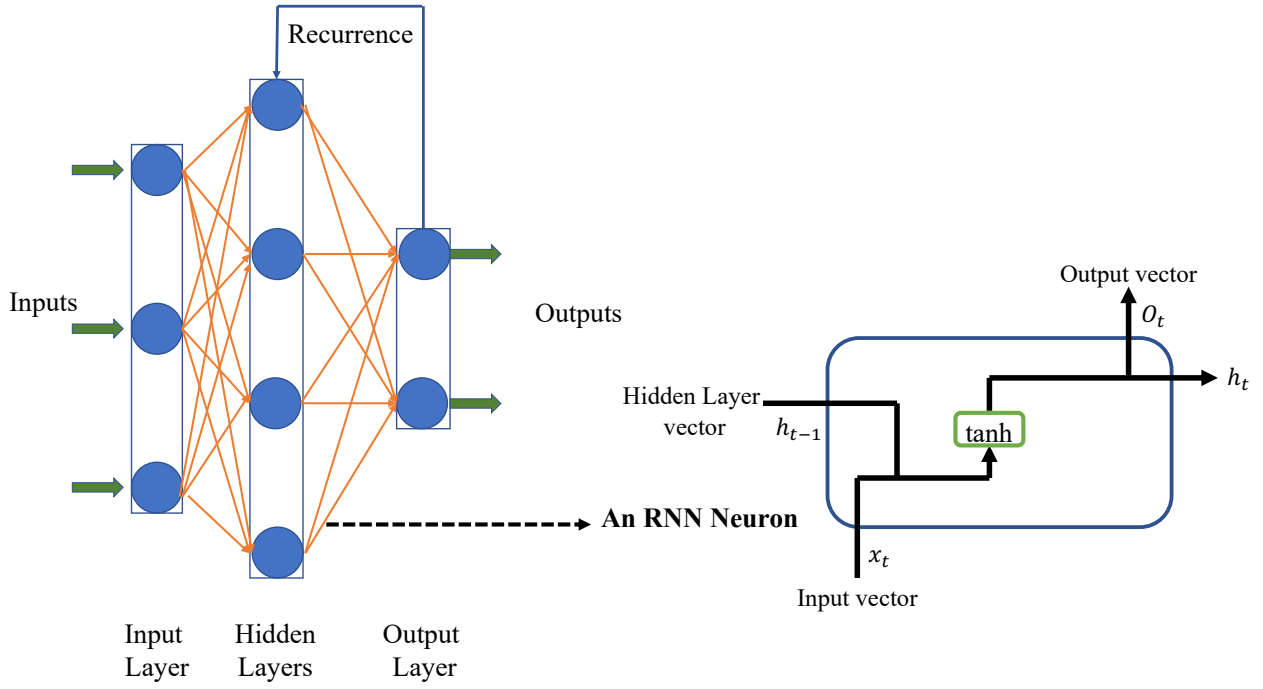 Recurrence
Inputs
Outputs
Input
Layer
Hidden
Layers
Output
Layer
An RNN Neuron
Output vector
O_t
h_t
Hidden Layer
vector
h_{t−1}
tanh
x_t
Input vector